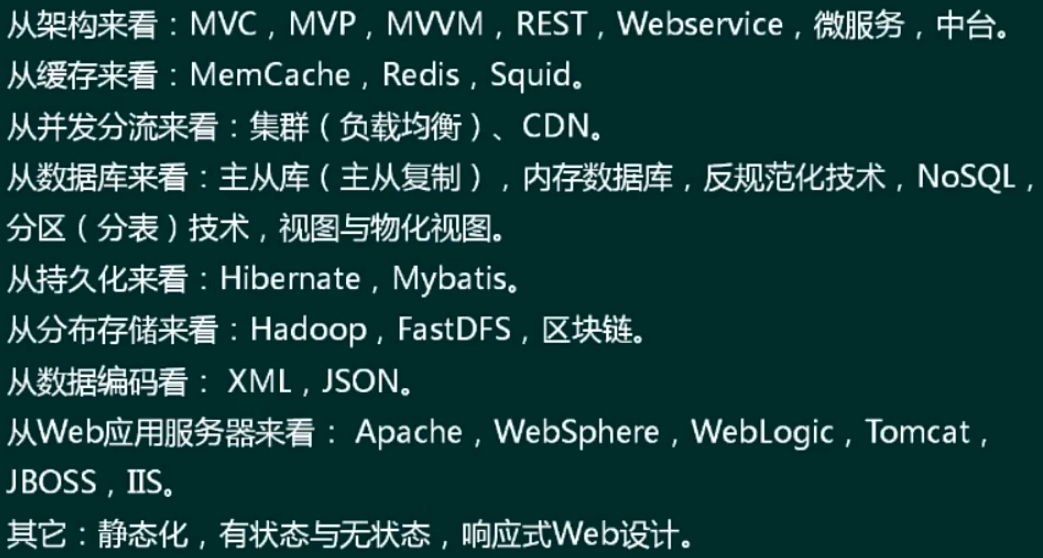 从架构来看：MVC，MVP，MVVM，REST，Webservice，微服务，中台。
从缓存来看：MemCache，Redis，Squid。
从并发分流来看：集群（负载均衡）、CDN。
从数据库来看：主从库（主从复制），内存数据库，反规范化技术，NoSQL，
分区（分表）技术，视图与物化视图。
从持久化来看：Hibernate，Mybatis。
从分布存储来看：Hadoop，FastDFS，区块链。
从数据编码看： XML，JSON。
从Web应用服务器来看： Apache，WebSphere，WebLogic，Tomcat，
JBOSS，IIS。
其它：静态化，有状态与无状态，响应式Web设计。